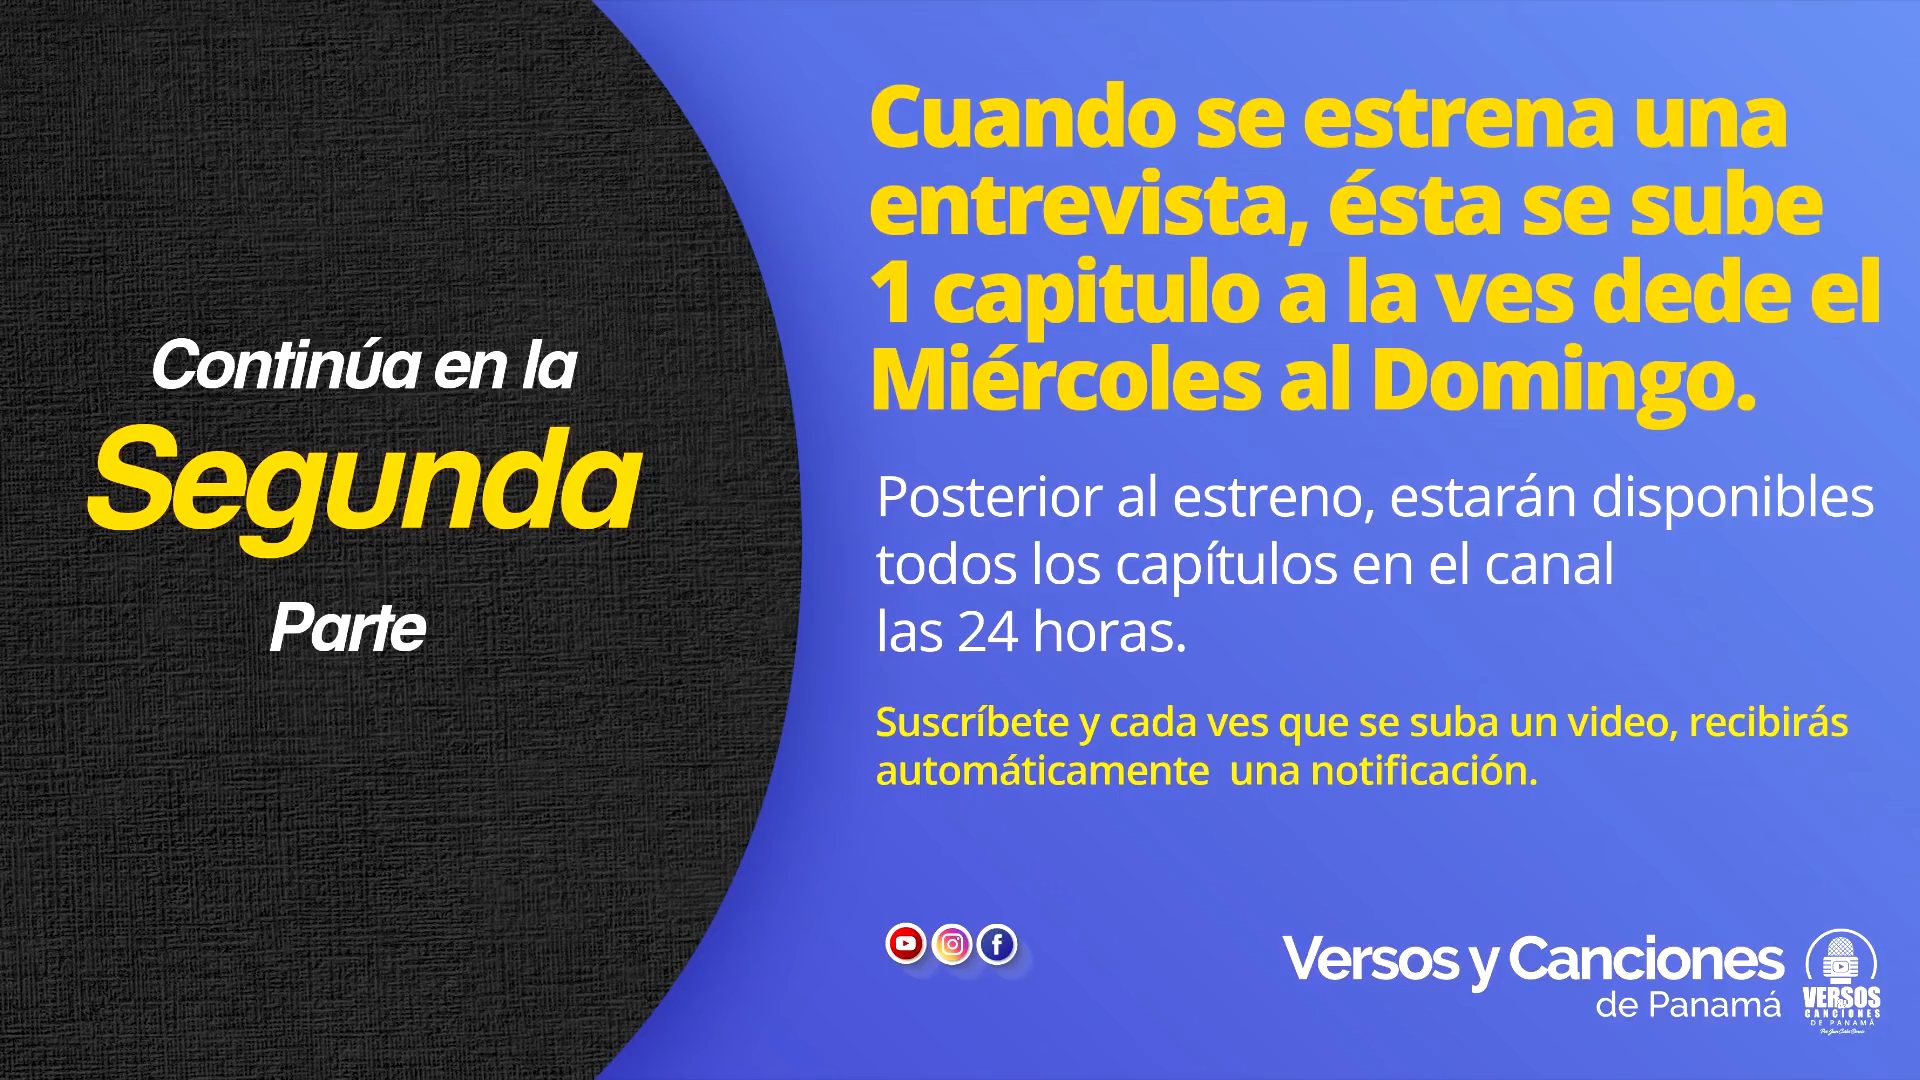 Continúa en la
Segunda
Parte
Cuando se estrena una
entrevista, ésta se sube
1 capitulo a la ves dede el
Miércoles al Domingo.
Posterior al estreno, estarán disponibles
todos los capítulos en el canal
las 24 horas.
Suscríbete y cada ves que se suba un video, recibirás
automáticamente una notificación.
Versos y Canciones
de Panamá
VERSOS
CANCIONES
DE PANAMÁ